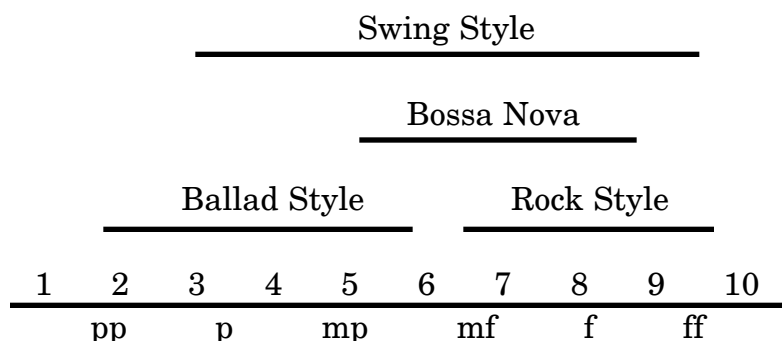 Swing Style
Bossa Nova
Ballad Style Rock Style
1 2 3 4 5 6 7 8 9 10
pp p mp mf f ff